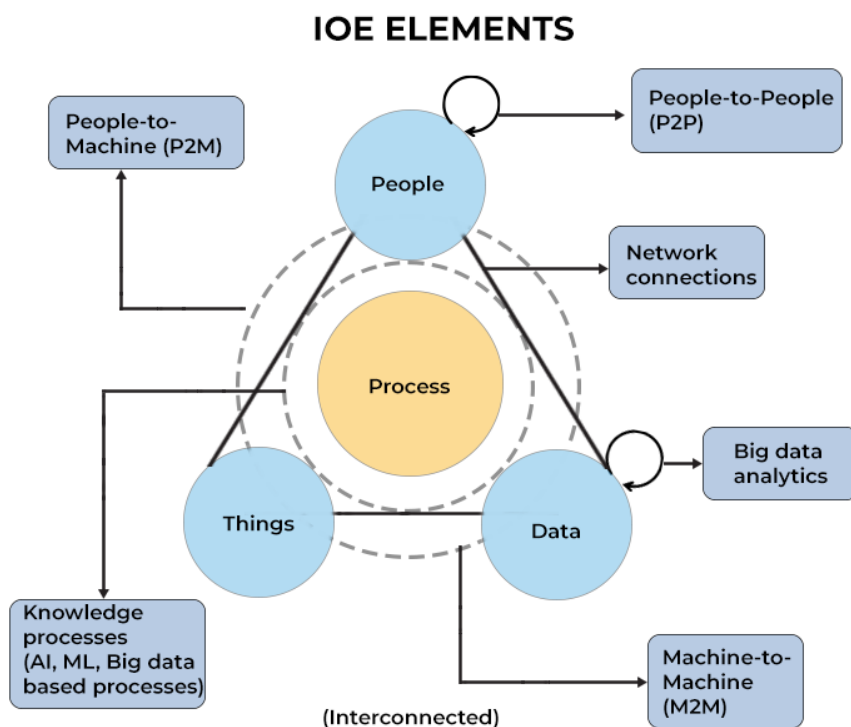 IOE ELEMENTS
People-to-People
(P2P)
People-to-
Machine (P2M)
People
Network
connections
Process
Big data
analytics
Things
Data
Knowledge
processes
(AI, ML, Big data
based processes)
Machine-to-
Machine
(M2M)
(Interconnected)